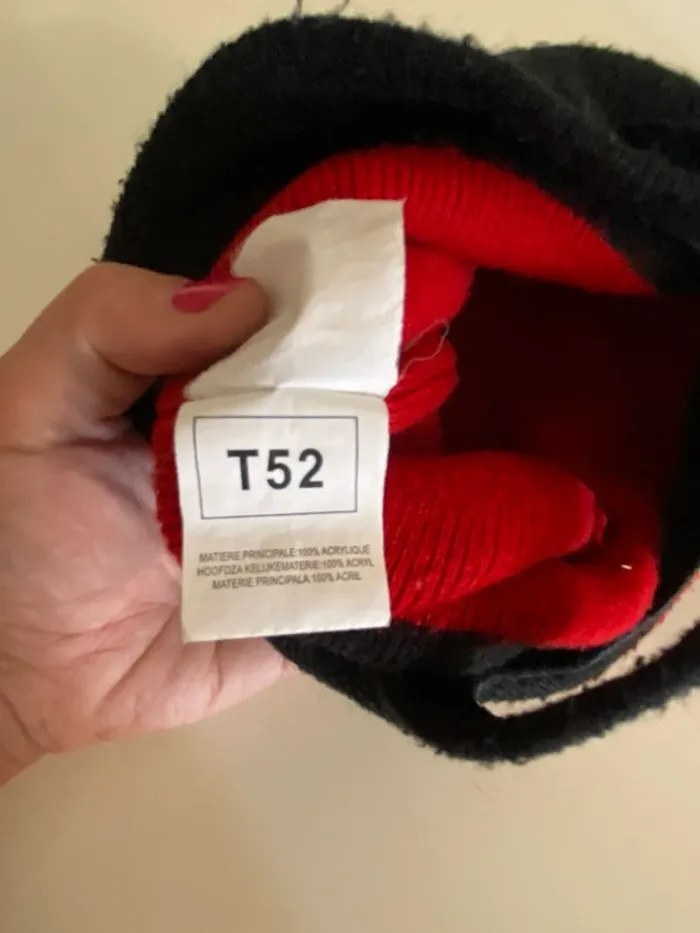 T52
MATIERE PRINCIPALE:100% ACRYLIQUE
HOOFDZA KELIJKEMATERIE:100% ACRYL
MATERIE PRINCIPALA:100% ACRIL